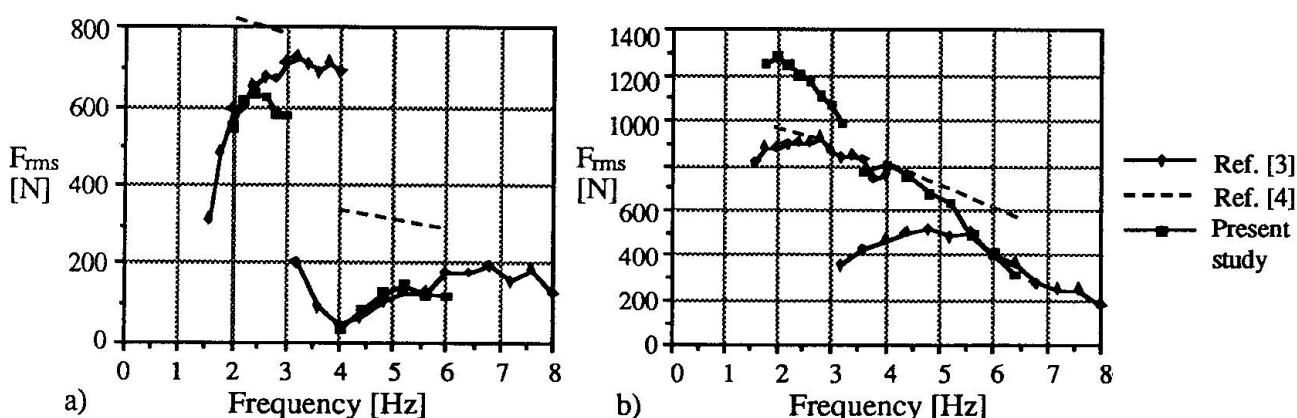 800
600
F_rms
[N]
400
200
0
0 1 2 3 4 5 6 7 8
a)
Frequency [Hz]
1400
1200
1000
F_rms
[N]
800
600
400
200
0
0 1 2 3 4 5 6 7 8
b)
Frequency [Hz]
Ref. [3]
Ref. [4]
Present
study